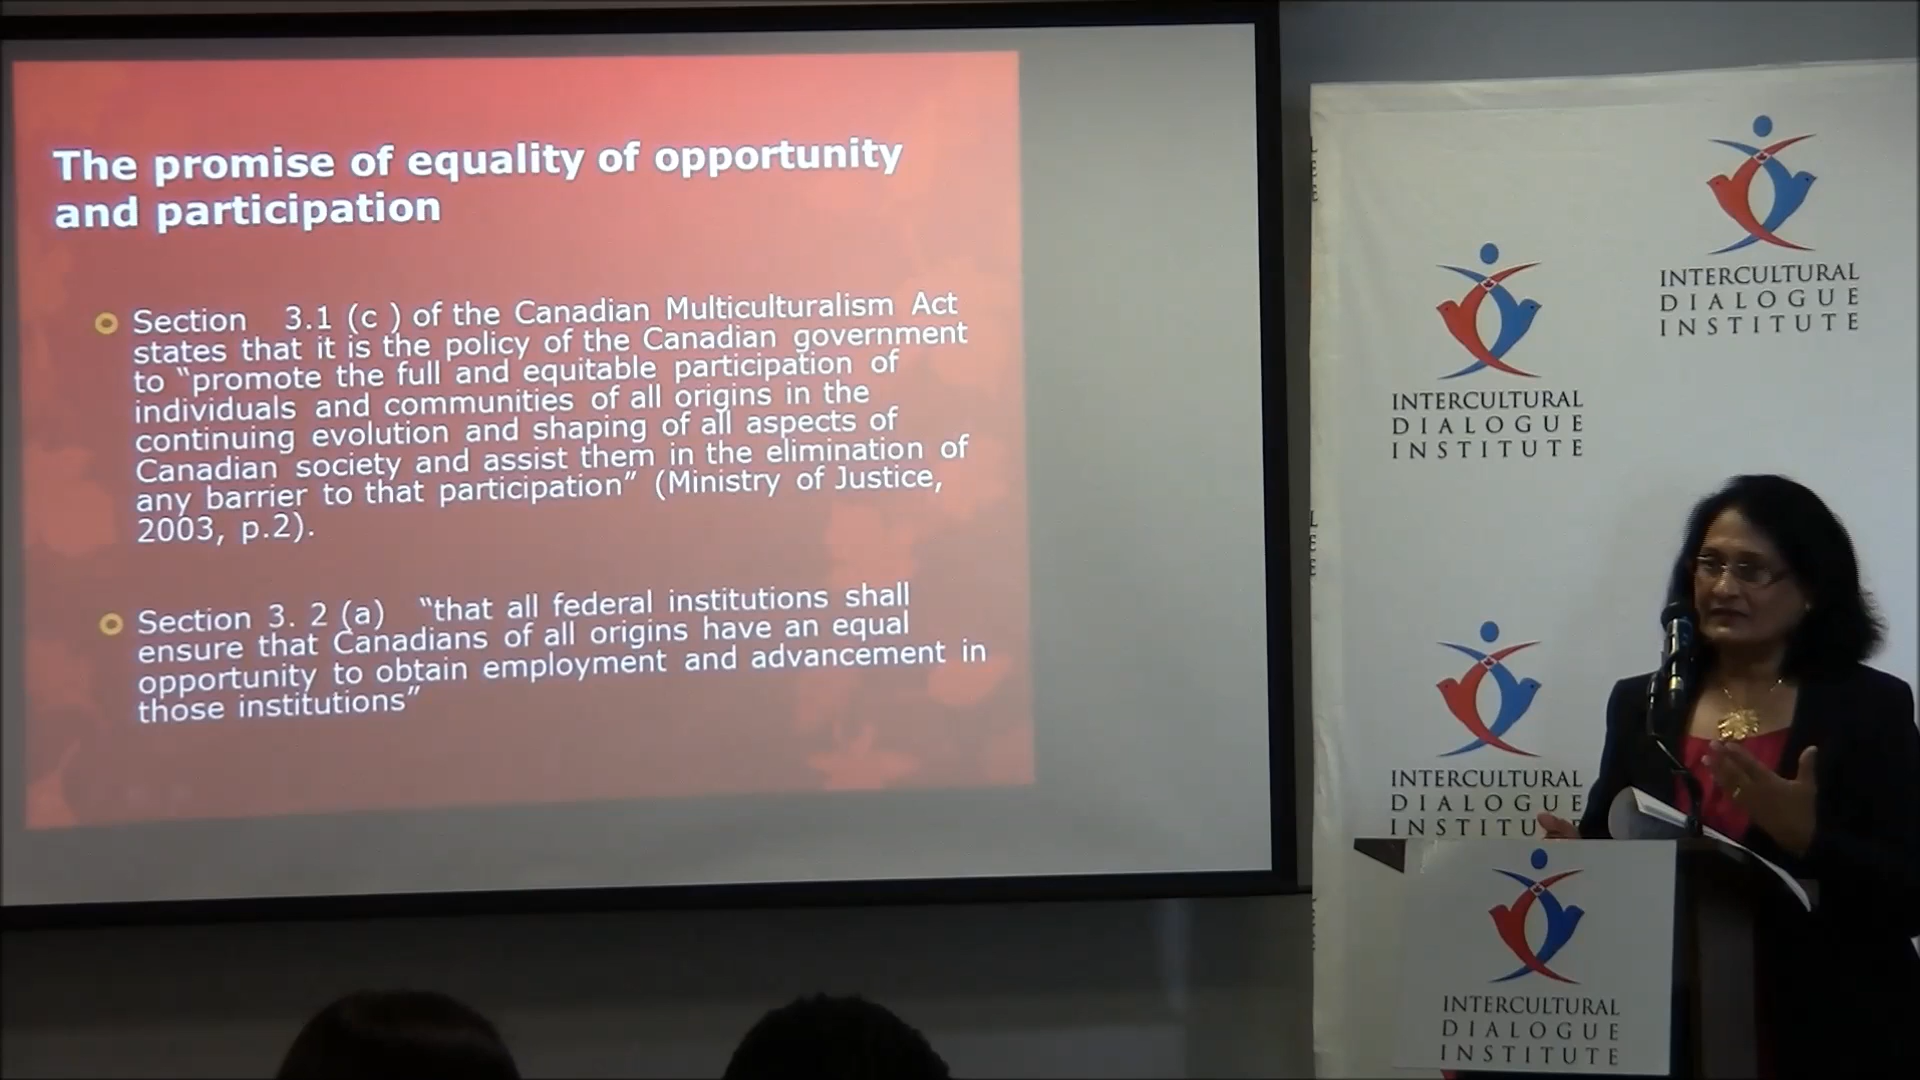 The promise of equality of opportunity
and participation
Section 3.1 (c ) of the Canadian Multiculturalism Act
states that it is the policy of the Canadian government
to “promote the full and equitable participation of
individuals and communities of all origins in the
continuing evolution and shaping of all aspects of
Canadian society and assist them in the elimination of
any barrier to that participation” (Ministry of Justice,
2003, p.2).
Section 3. 2 (a) “that all federal institutions shall
ensure that Canadians of all origins have an equal
opportunity to obtain employment and advancement in
those institutions”
INTERCULTURAL
DIALOGUE
INSTITUTE
INTERCULTURAL
DIALOGUE
INSTITUTE
INTERCULTURAL
DIALOGUE
INSTITU
INTERCULTURAL
DIALOGUE
INSTITUTE